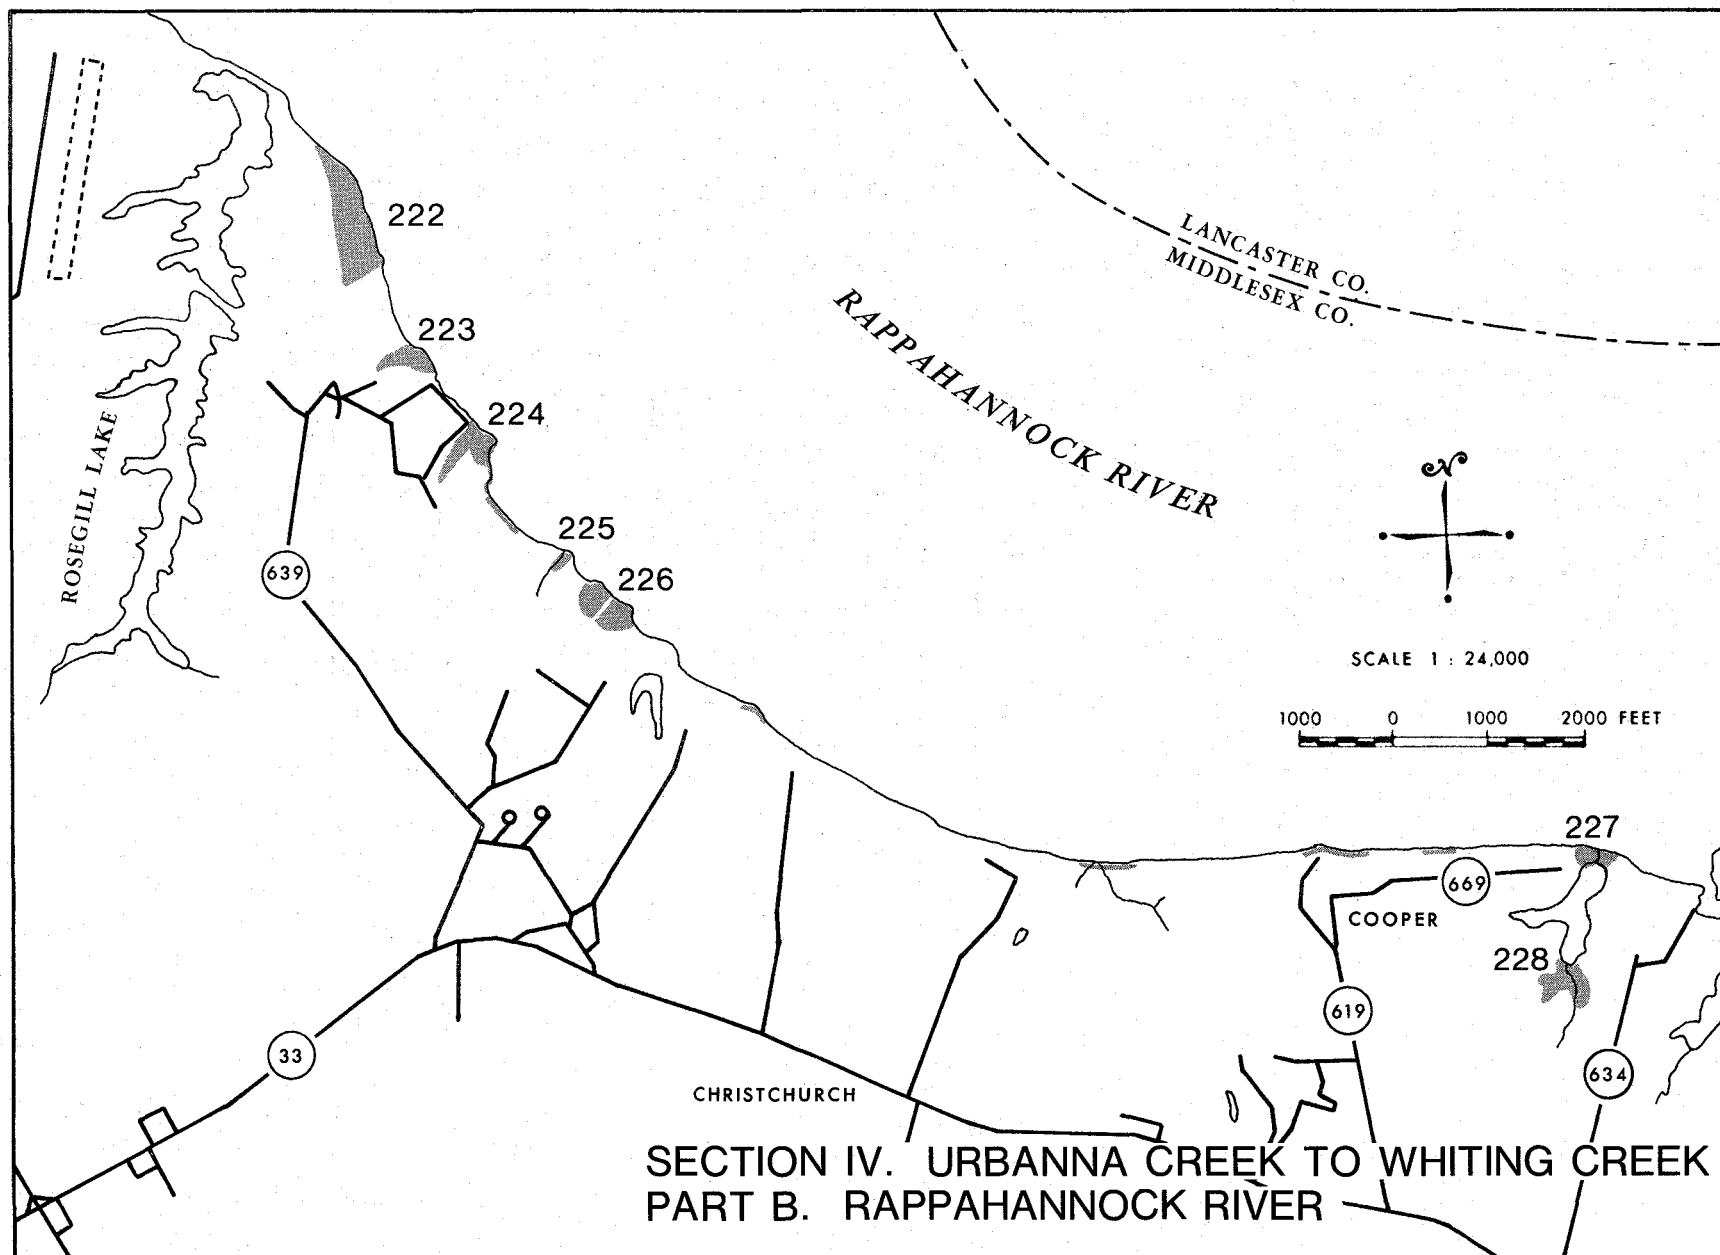 222
LANCASTER CO.
MIDDLESEX CO.
RAPPAHANNOCK RIVER
223
224
ROSEGILL LAKE
N
225
226
639
SCALE 1 : 24,000
1000 0 1000 2000 FEET
227
669
COOPER
228
619
33
634
CHRISTCHURCH
SECTION IV. URBANNA CREEK TO WHITING CREEK
PART B. RAPPAHANNOCK RIVER